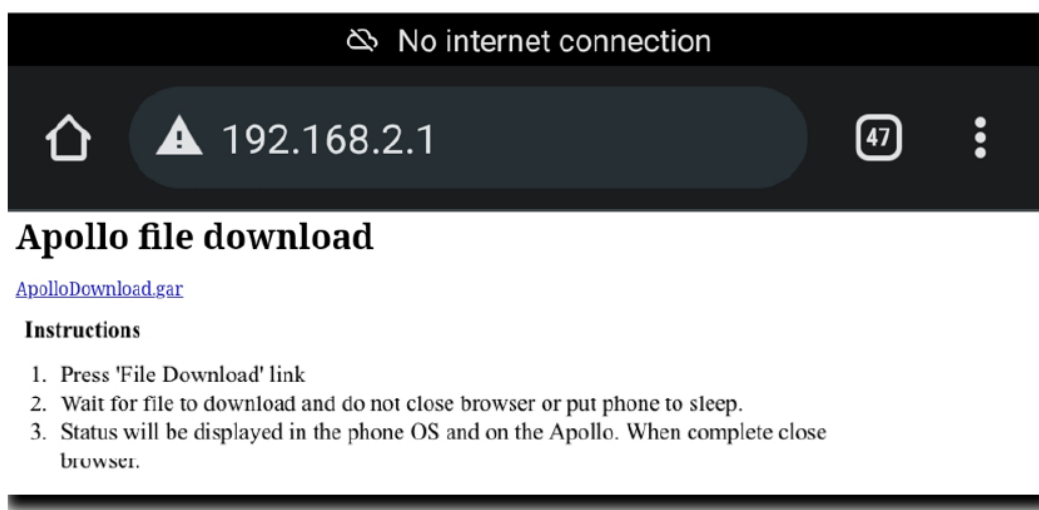 No internet connection
192.168.2.1
47
Apollo file download
ApolloDownload.gar
Instructions
1. Press 'File Download' link
2. Wait for file to download and do not close browser or put phone to sleep.
3. Status will be displayed in the phone OS and on the Apollo. When complete close
browser.